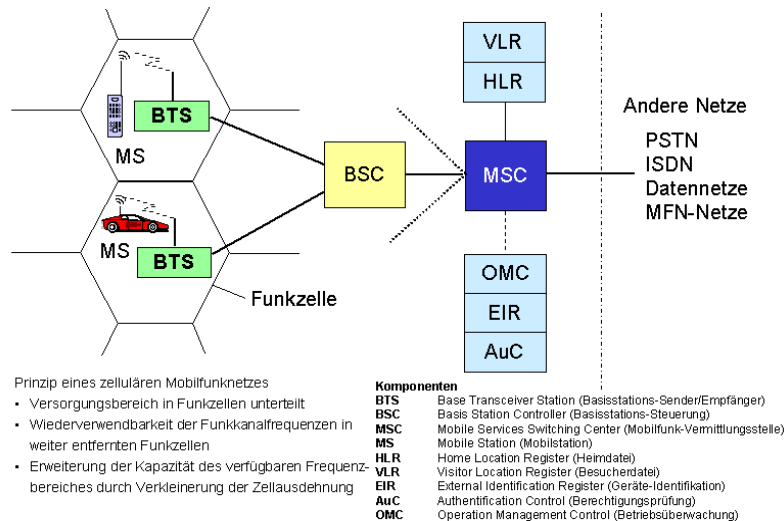 VLR
HLR
Andere Netze
PSTN
ISDN
Datennetze
MFN-Netze
BTS
MS
BSC
MSC
MS
BTS
Funkzelle
OMC
EIR
AuC
Prinzip eines zellulären Mobilfunknetzes
• Versorgungsbereich in Funkzellen unterteilt
• Wiederverwendbarkeit der Funkkanalfrequenzen in
weiter entfernten Funkzellen
• Erweiterung der Kapazität des verfügbaren Frequenz-
bereiches durch Verkleinerung der Zellausdehnung
Komponenten
BTS Base Transceiver Station (Basisstations-Sender/Empfänger)
BSC Basis Station Controller (Basisstations-Steuerung)
MSC Mobile Services Switching Center (Mobilfunk-Vermittlungsstelle)
MS Mobile Station (Mobilstation)
HLR Home Location Register (Heimdatei)
VLR Visitor Location Register (Besucherdatei)
EIR External Identification Register (Geräte-Identifikation)
AuC Authentification Control (Berechtigungsprüfung)
OMC Operation Management Control (Betriebsüberwachung)